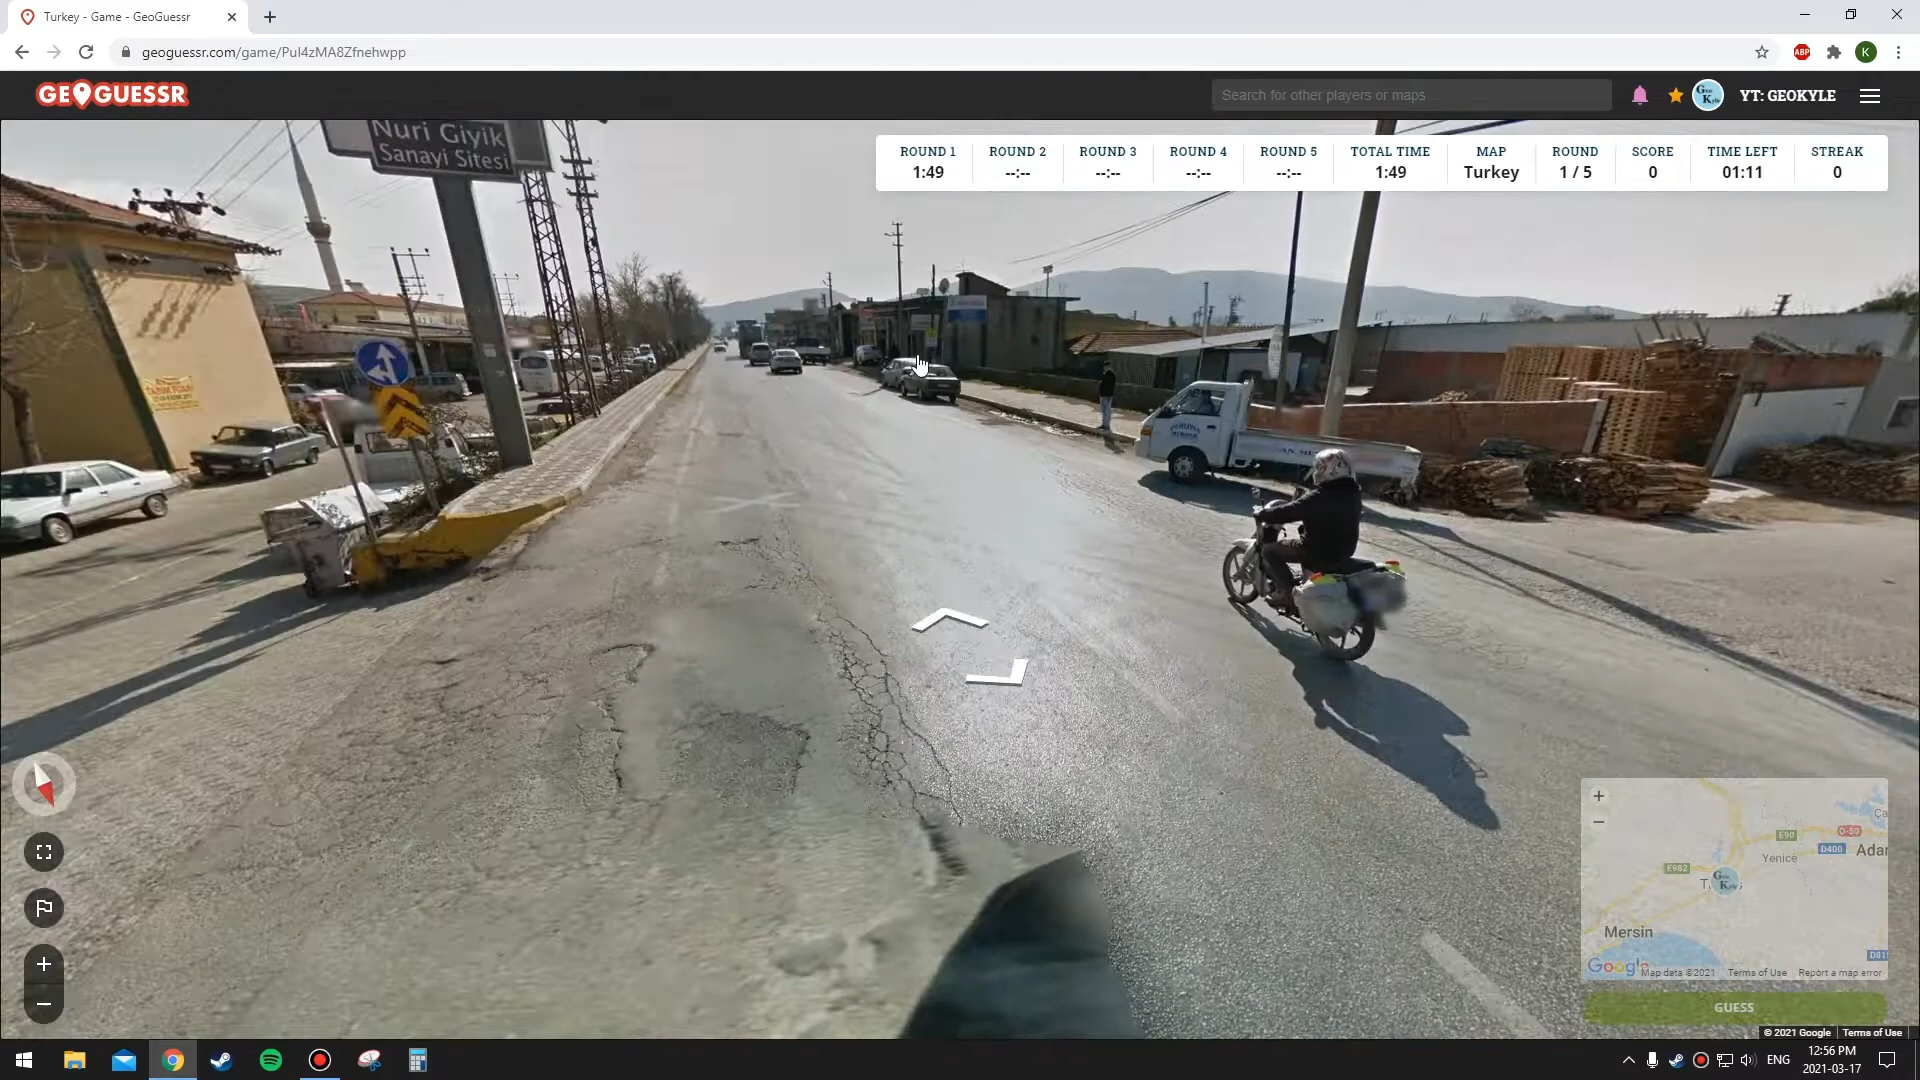 Turkey - Game - GeoGuessr
geoguessr.com/game/Pul4zMA8Zfnehwpp
ABP
K
GEOGUESSR
Search for other players or maps
YT: GEOKYLE
Nuri Giyik
Sanayi Sitesi
ROUND 1 ROUND 2 ROUND 3 ROUND 4 ROUND 5 TOTAL TIME MAP ROUND SCORE TIME LEFT STREAK
1:49 --:-- --:-- --:-- --:-- 1:49 Turkey 1 / 5 0 01:11 0
E90 O-50
Yenice D400 Adan
E982
Mersin
Google Map data ©2021 Terms of Use Report a map error
GUESS
© 2021 Google Terms of Use
ENG 12:56 PM
2021-03-17